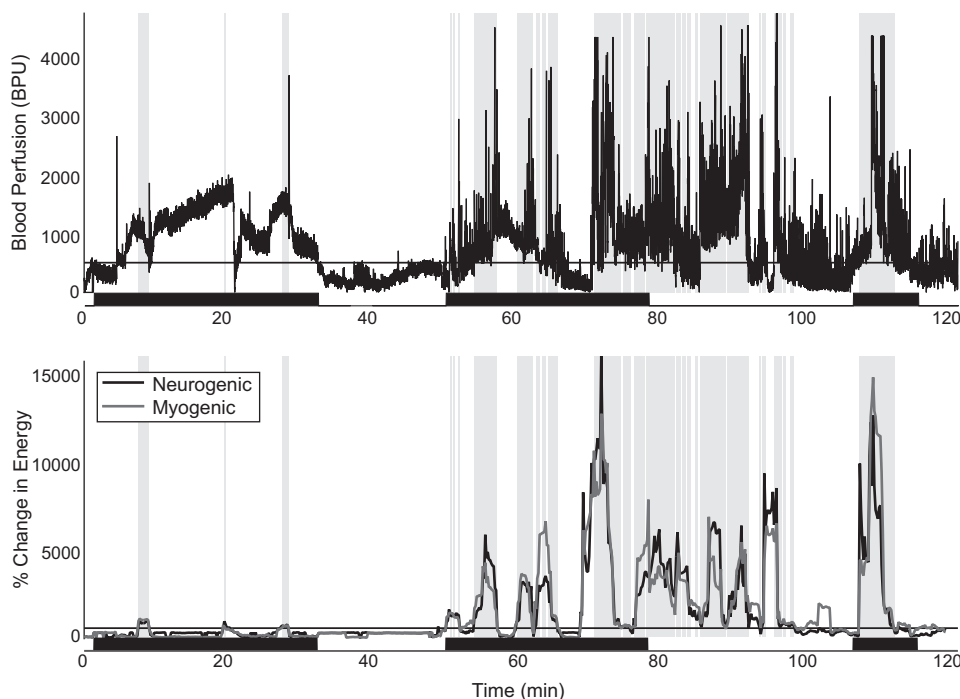 Blood Perfusion (BPU)
4000
3000
2000
1000
0
0 20 40 60 80 100 120
% Change in Energy
15000
10000
5000
0
Neurogenic
Myogenic
0 20 40 60 80 100 120
Time (min)